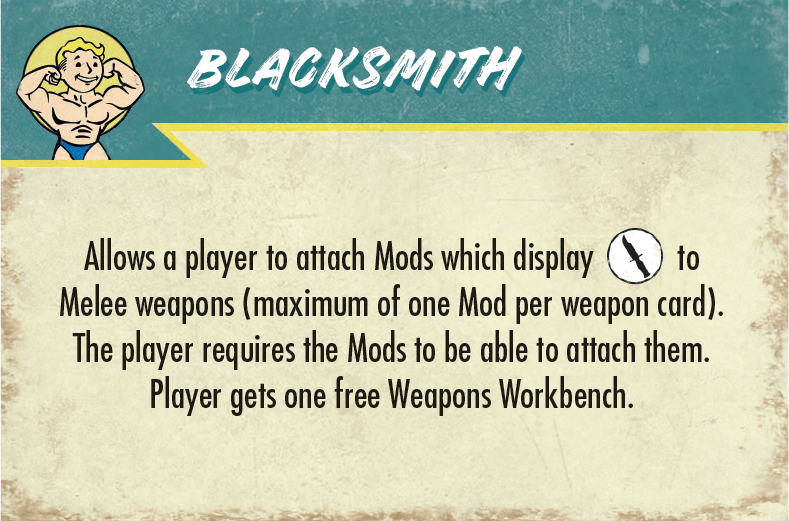 BLACKSMITH
Allows a player to attach Mods which display to
Melee weapons (maximum of one Mod per weapon card).
The player requires the Mods to be able to attach them.
Player gets one free Weapons Workbench.